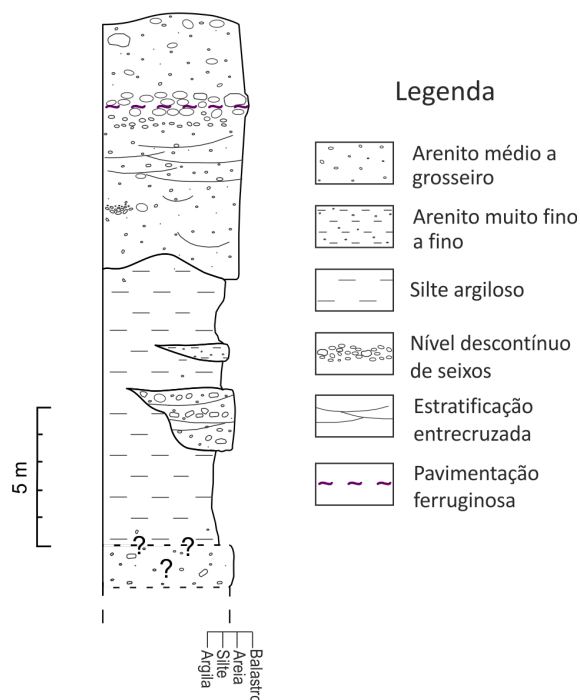 Legenda
Arenito médio a
grosseiro
Arenito muito fino
a fino
Silte argiloso
Nível descontínuo
de seixos
Estratificação
entrecruzada
Pavimentação
ferruginosa
5 m
? ?
?
Argila
Silte
Areia
Balastro